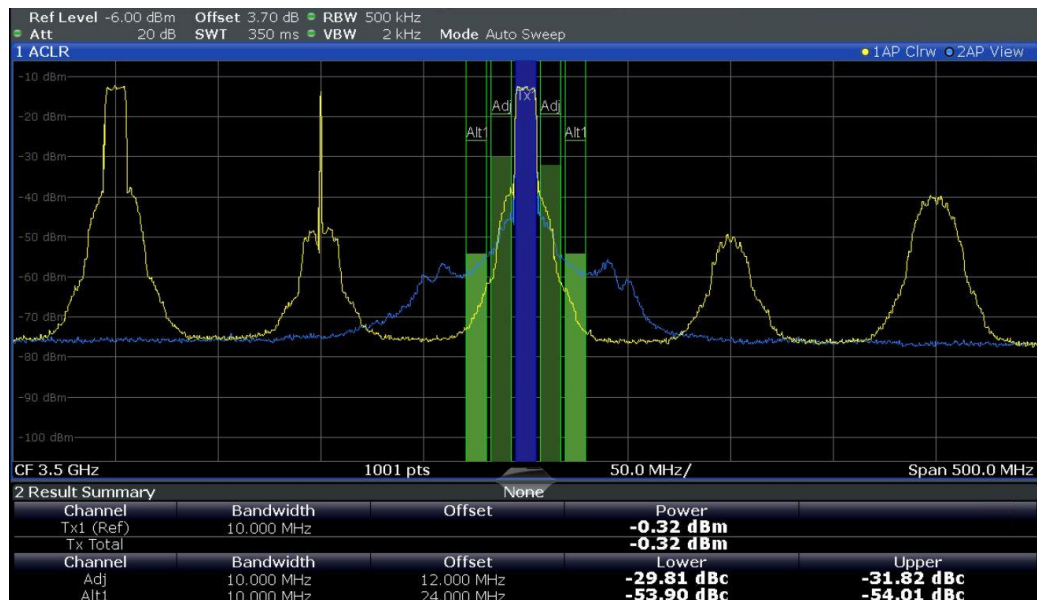 Ref Level -6.00 dBm Offset 3.70 dB RBW 500 kHz
Att 20 dB SWT 350 ms VBW 2 kHz Mode Auto Sweep
1 ACLR 1AP Clrw 2AP View
-10 dBm
Tx
Adj Adj
-20 dBm
Alt1 Alt1
-30 dBm
-40 dBm
-50 dBm
-60 dBm
-70 dBm
-80 dBm
-90 dBm
-100 dBm
CF 3.5 GHz 1001 pts 50.0 MHz/ Span 500.0 MHz
2 Result Summary None
Channel Bandwidth Offset Power
Tx1 (Ref) 10.000 MHz -0.32 dBm
Tx Total -0.32 dBm
Channel Bandwidth Offset Lower Upper
Adj 10.000 MHz 12.000 MHz -29.81 dBc -31.82 dBc
Alt1 10.000 MHz 24.000 MHz -53.90 dBc -54.01 dBc